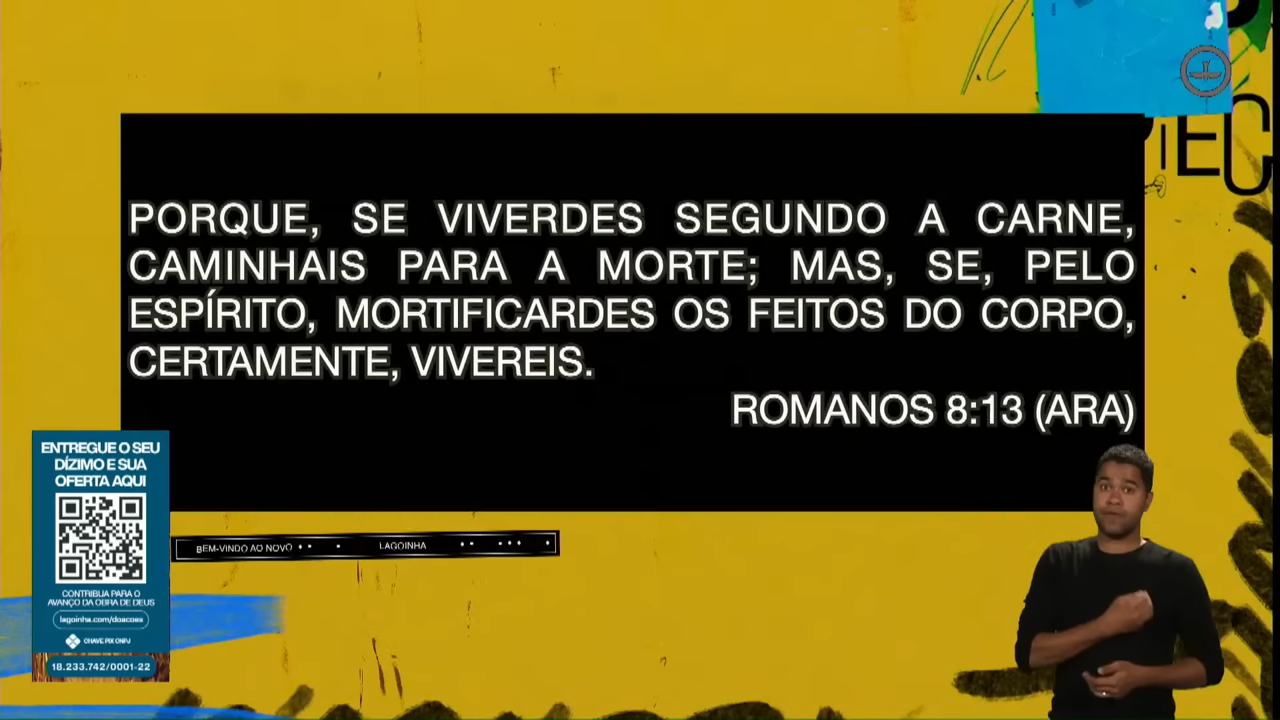 IEC
PORQUE, SE VIVERDES SEGUNDO A CARNE,
CAMINHAIS PARA A MORTE; MAS, SE, PELO
ESPÍRITO, MORTIFICARDES OS FEITOS DO CORPO,
CERTAMENTE, VIVEREIS.
ROMANOS 8:13 (ARA)
ENTREGUE O SEU
DÍZIMO E SUA
OFERTA AQUI
CONTRIBUA PARA O
AVANÇO DA OBRA DE DEUS
lagoinha.com/doacoes
CHAVE PIX CNPJ
18.233.742/0001-22
BEM-VINDO AO NOVO LAGOINHA